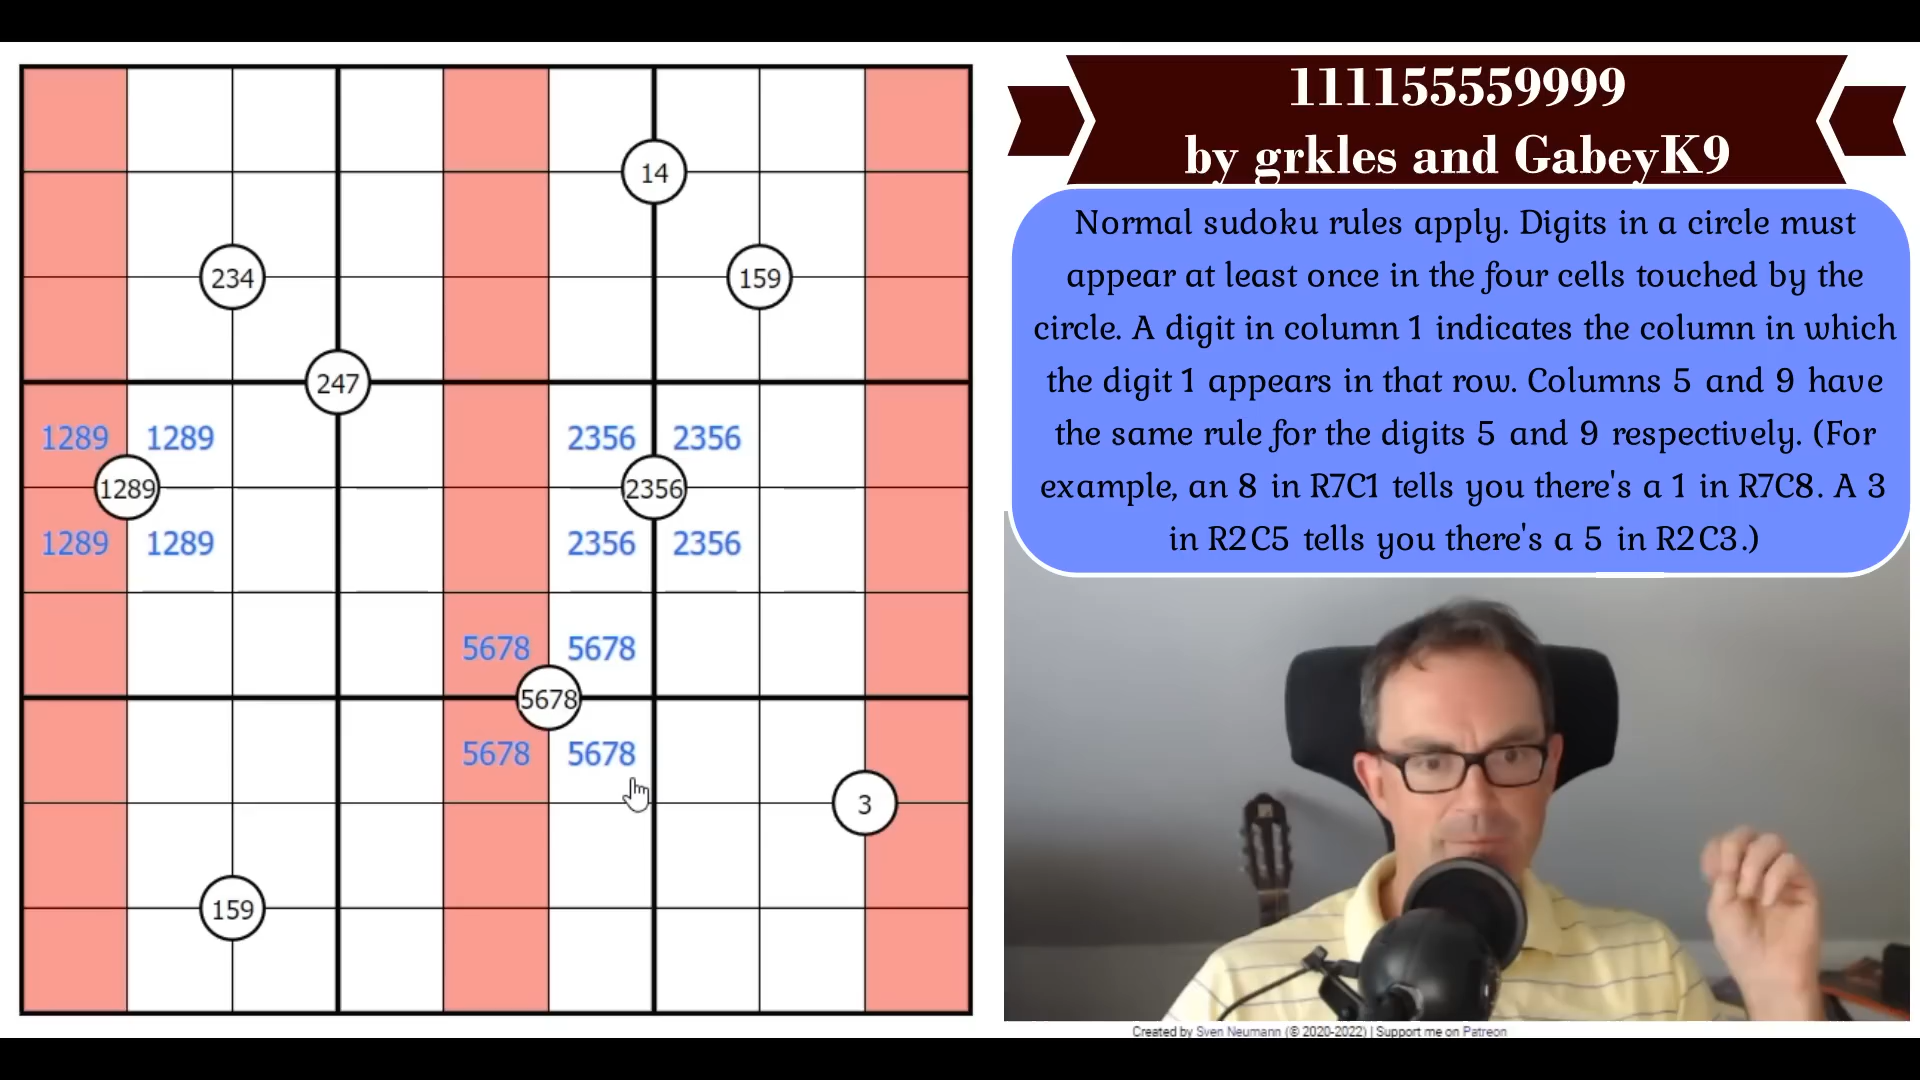 111155559999
by grkles and GabeyK9
Normal sudoku rules apply. Digits in a circle must
appear at least once in the four cells touched by the
circle. A digit in column 1 indicates the column in which
the digit 1 appears in that row. Columns 5 and 9 have
the same rule for the digits 5 and 9 respectively. (For
example, an 8 in R7C1 tells you there's a 1 in R7C8. A 3
in R2C5 tells you there's a 5 in R2C3.)
14
234
159
247
1289 1289 2356 2356
1289 2356
1289 1289 2356 2356
5678 5678
5678
5678 5678
3
159
Created by Sven Neumann (© 2020-2022) | Support me on Patreon